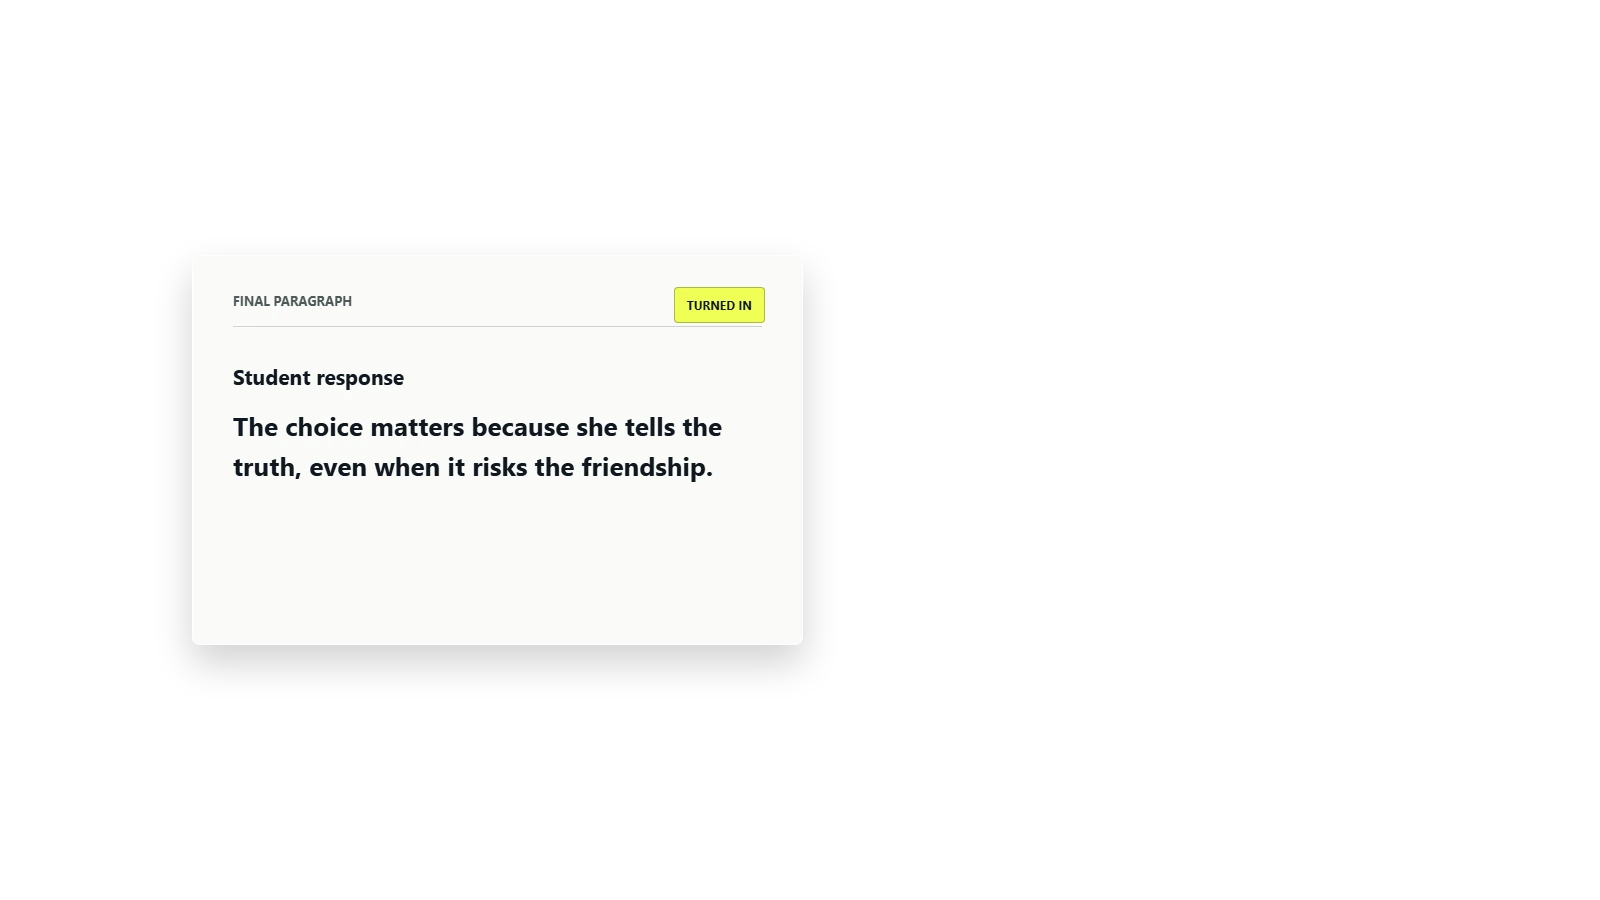 FINAL PARAGRAPH
TURNED IN
Student response
The choice matters because she tells the
truth, even when it risks the friendship.